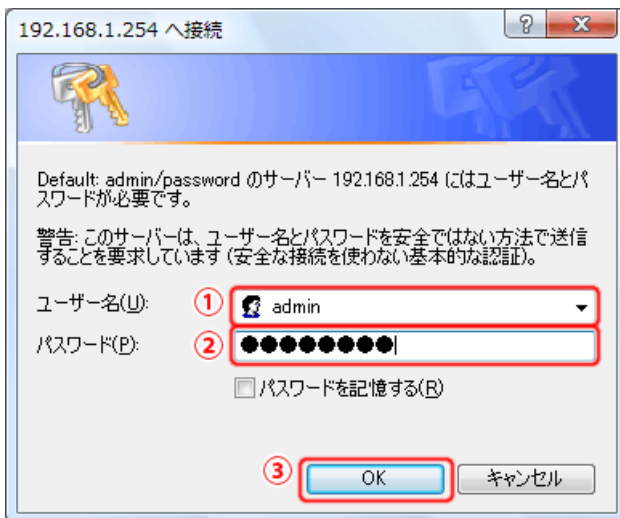 192.168.1.254 へ接続
Default: admin/password のサーバー 192.168.1.254 にはユーザー名とパ
スワードが必要です。
警告: このサーバーは、ユーザー名とパスワードを安全ではない方法で送信
することを要求しています (安全な接続を使わない基本的な認証)。
ユーザー名(U): ① admin
パスワード(P): ② ●●●●●●●●
パスワードを記憶する(R)
③ OK キャンセル